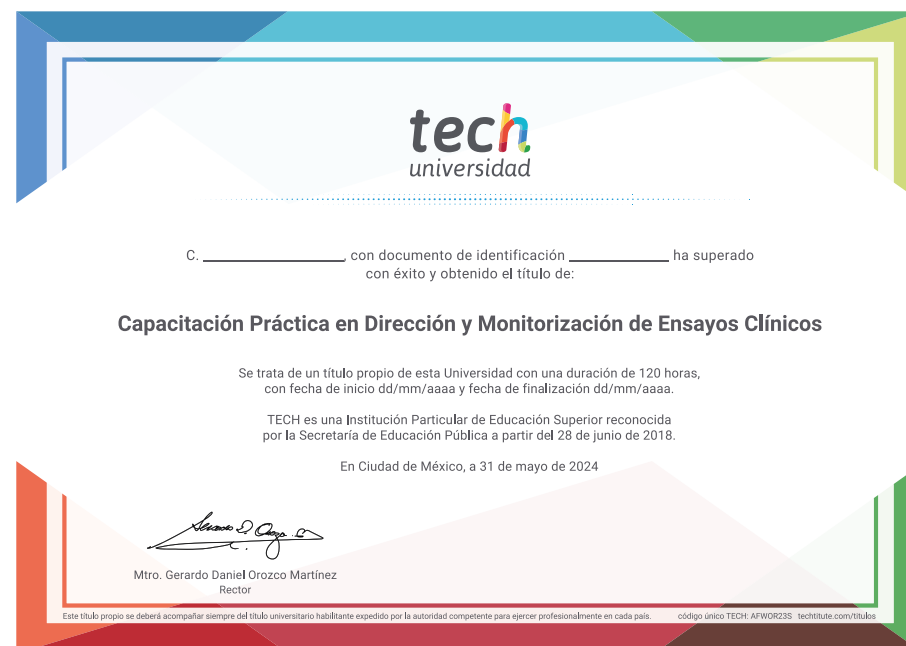 tech
universidad
C. ____________________, con documento de identificación ______________ ha superado
con éxito y obtenido el título de:
Capacitación Práctica en Dirección y Monitorización de Ensayos Clínicos
Se trata de un título propio de esta Universidad con una duración de 120 horas,
con fecha de inicio dd/mm/aaaa y fecha de finalización dd/mm/aaaa.
TECH es una Institución Particular de Educación Superior reconocida
por la Secretaría de Educación Pública a partir del 28 de junio de 2018.
En Ciudad de México, a 31 de mayo de 2024
Mtro. Gerardo Daniel Orozco Martínez
Rector
Este título propio se deberá acompañar siempre del título universitario habilitante expedido por la autoridad competente para ejercer profesionalmente en cada país. código único TECH: AFWOR23S techtitute.com/titulos